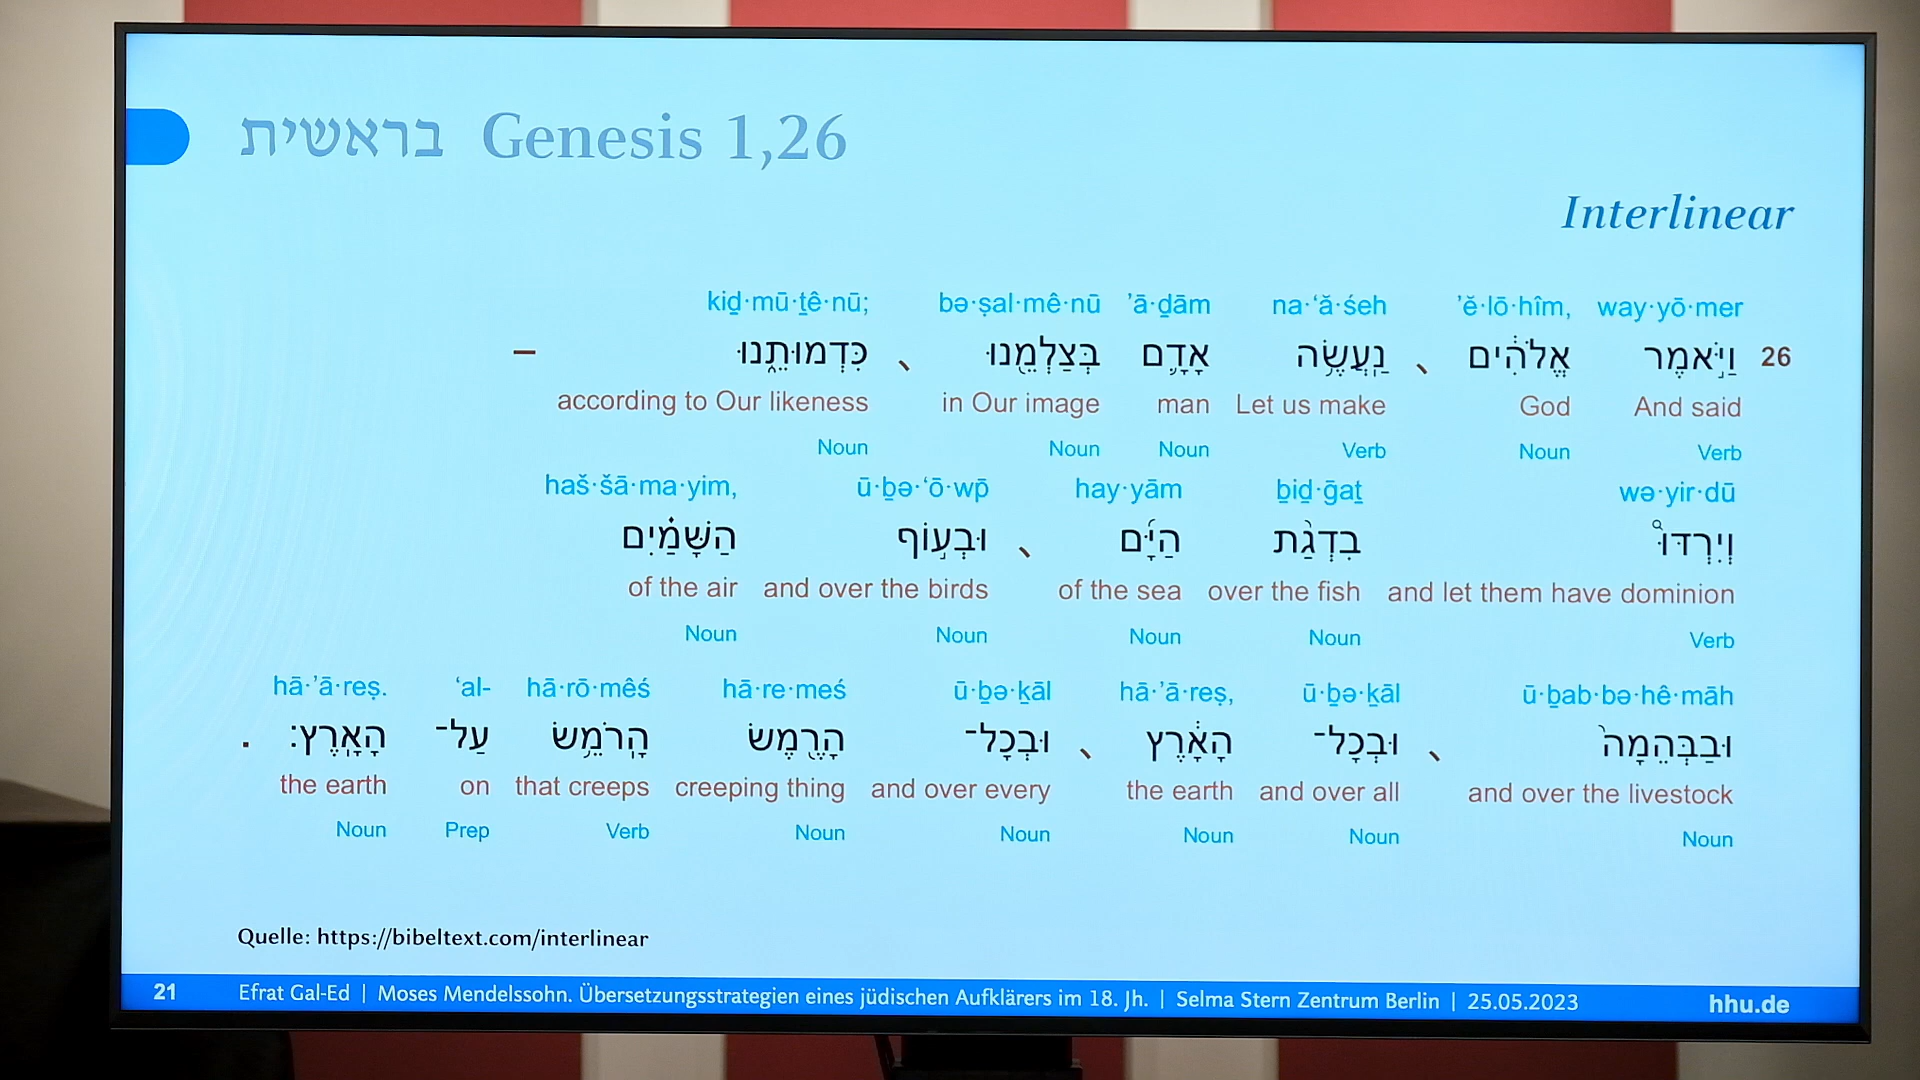 בראשית Genesis 1,26
Interlinear
way·yō·mer ’ĕ·lō·hîm, na·‘ă·śeh ’ā·ḏām bə·ṣal·mê·nū kiḏ·mū·ṯê·nū;
26 וַיֹּ֣אמֶר אֱלֹהִ֔ים 、 נַֽעֲשֶׂ֥ה אָדָ֛ם בְּצַלְמֵ֖נוּ 、 כִּדְמוּתֵ֑נוּ –
And said God Let us make man in Our image according to Our likeness
Verb Noun Verb Noun Noun Noun
wə·yir·dū ḇiḏ·ḡaṯ hay·yām ū·ḇə·‘ō·wp̄ haš·šā·ma·yim,
וְיִרְדּוּ֩ בִדְגַ֨ת הַיָּ֜ם 、 וּבְע֣וֹף הַשָּׁמַ֗יִם
and let them have dominion over the fish of the sea and over the birds of the air
Verb Noun Noun Noun Noun
ū·ḇab·bə·hê·māh ū·ḇə·ḵāl hā·’ā·reṣ, ū·ḇə·ḵāl hā·re·meś hā·rō·mêś ‘al- hā·’ā·reṣ.
וּבַבְּהֵמָה֙ 、 וּבְכָל־ הָאָ֔רֶץ 、 וּבְכָל־ הָרֶ֖מֶשׂ הָֽרֹמֵ֥שׂ עַל־ הָאָֽרֶץ׃ .
and over the livestock and over all the earth and over every creeping thing that creeps on the earth
Noun Noun Noun Noun Noun Verb Prep Noun
Quelle: https://bibeltext.com/interlinear
21 Efrat Gal-Ed | Moses Mendelssohn. Übersetzungsstrategien eines jüdischen Aufklärers im 18. Jh. | Selma Stern Zentrum Berlin | 25.05.2023 hhu.de